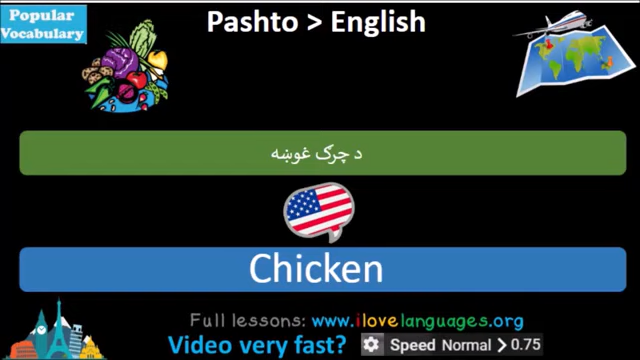 Popular
Vocabulary
Pashto > English
د چرګ غوښه
Chicken
Full lessons: www.ilovelanguages.org
Video very fast? Speed Normal > 0.75